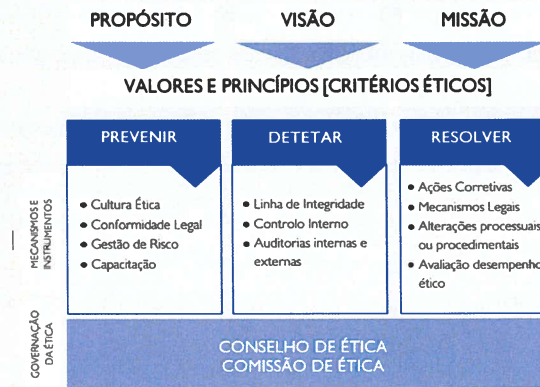 PROPÓSITO
VISÃO
MISSÃO
VALORES E PRINCÍPIOS [CRITÉRIOS ÉTICOS]
PREVENIR
DETETAR
RESOLVER
MECANISMOS E
INSTRUMENTOS
• Cultura Ética
• Conformidade Legal
• Gestão de Risco
• Capacitação
• Linha de Integridade
• Controlo Interno
• Auditorias internas e
externas
• Ações Corretivas
• Mecanismos Legais
• Alterações processuais
ou procedimentais
• Avaliação desempenho
ético
GOVERNAÇÃO
DA ÉTICA
CONSELHO DE ÉTICA
COMISSÃO DE ÉTICA